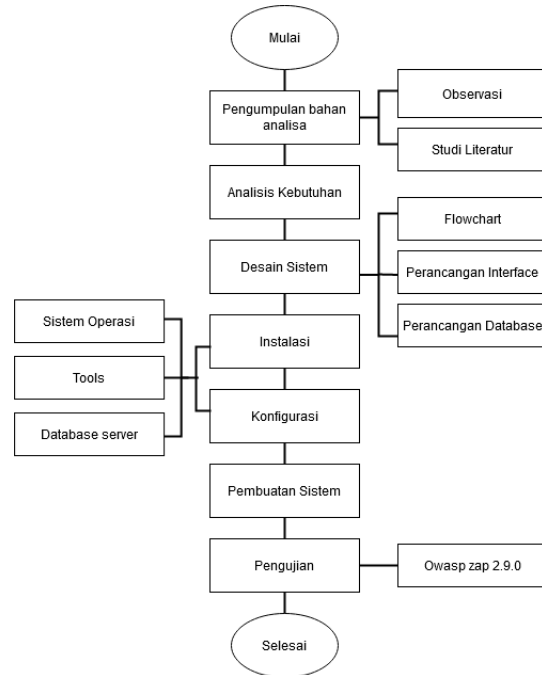 Mulai
Pengumpulan bahan
analisa
Observasi
Studi Literatur
Analisis Kebutuhan
Desain Sistem
Flowchart
Perancangan Interface
Perancangan Database
Sistem Operasi
Tools
Database server
Instalasi
Konfigurasi
Pembuatan Sistem
Pengujian
Owasp zap 2.9.0
Selesai